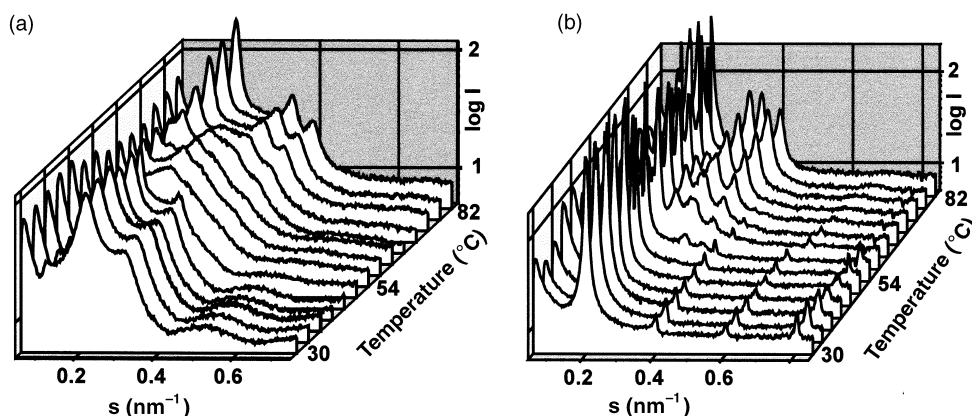 (a)
2
log I
1
82
54
30
Temperature (°C)
0.2 0.4 0.6
s (nm⁻¹)
(b)
2
log I
1
82
54
30
Temperature (°C)
0.2 0.4 0.6
s (nm⁻¹)